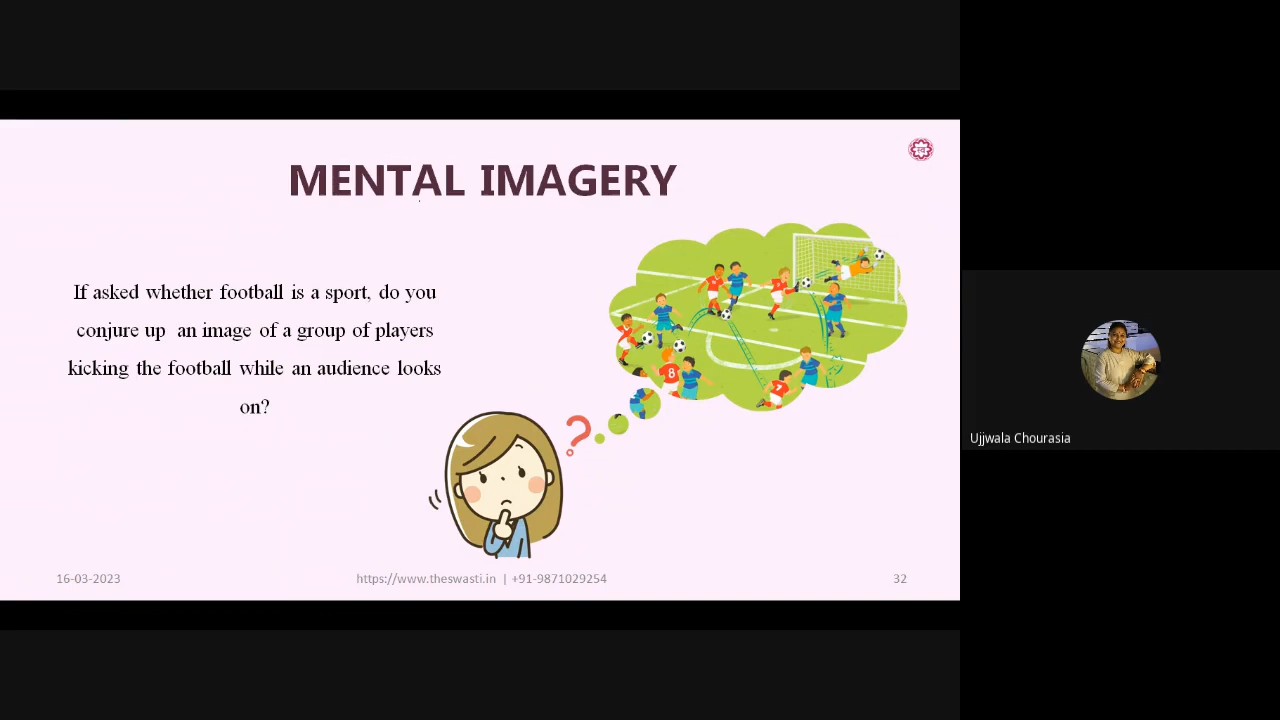 MENTAL IMAGERY
If asked whether football is a sport, do you
conjure up an image of a group of players
kicking the football while an audience looks
on?
?
8
7
16-03-2023
https://www.theswasti.in | +91-9871029254
32
Ujjwala Chourasia